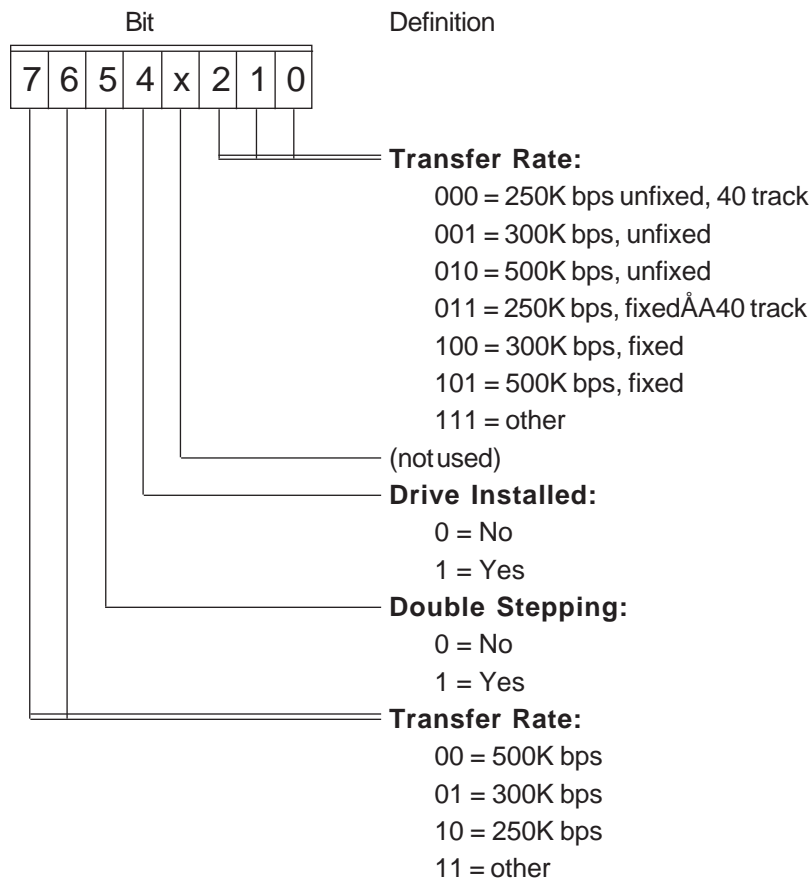 Bit Definition
7 6 5 4 x 2 1 0
Transfer Rate:
000 = 250K bps unfixed, 40 track
001 = 300K bps, unfixed
010 = 500K bps, unfixed
011 = 250K bps, fixedÅA40 track
100 = 300K bps, fixed
101 = 500K bps, fixed
111 = other
(not used)
Drive Installed:
0 = No
1 = Yes
Double Stepping:
0 = No
1 = Yes
Transfer Rate:
00 = 500K bps
01 = 300K bps
10 = 250K bps
11 = other